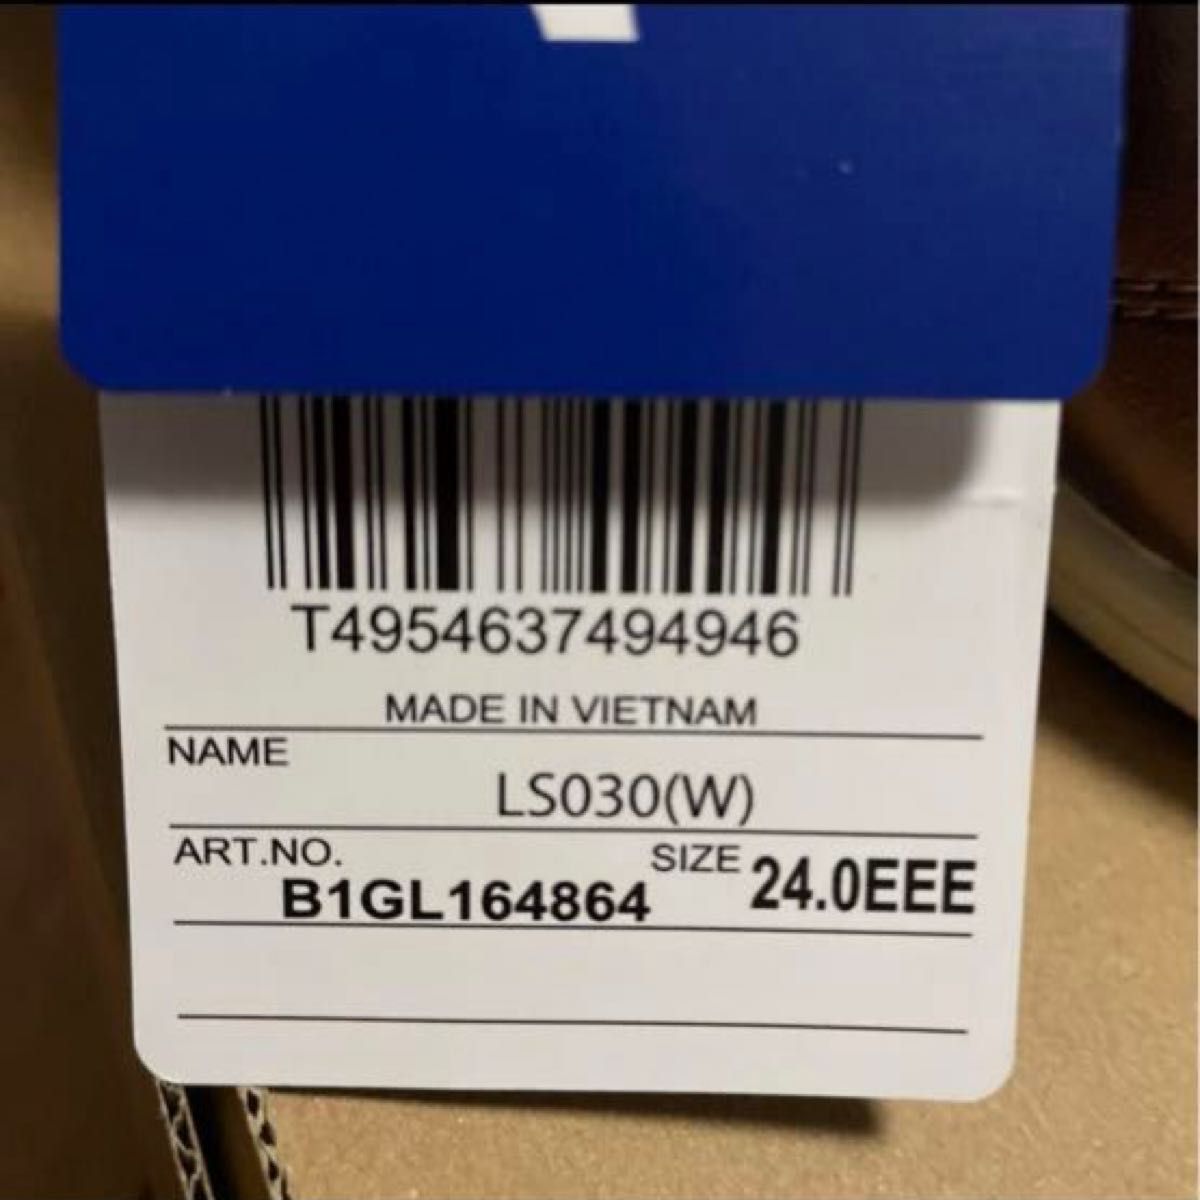 T4954637494946
MADE IN VIETNAM
NAME
LS030(W)
ART.NO. SIZE 24.0EEE
B1GL164864